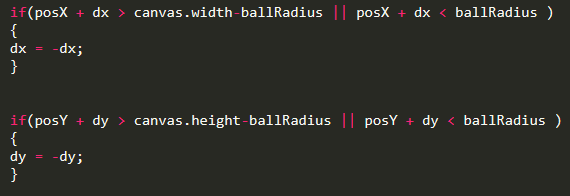 if(posX + dx > canvas.width-ballRadius || posX + dx < ballRadius )
{
dx = -dx;
}
if(posY + dy > canvas.height-ballRadius || posY + dy < ballRadius )
{
dy = -dy;
}